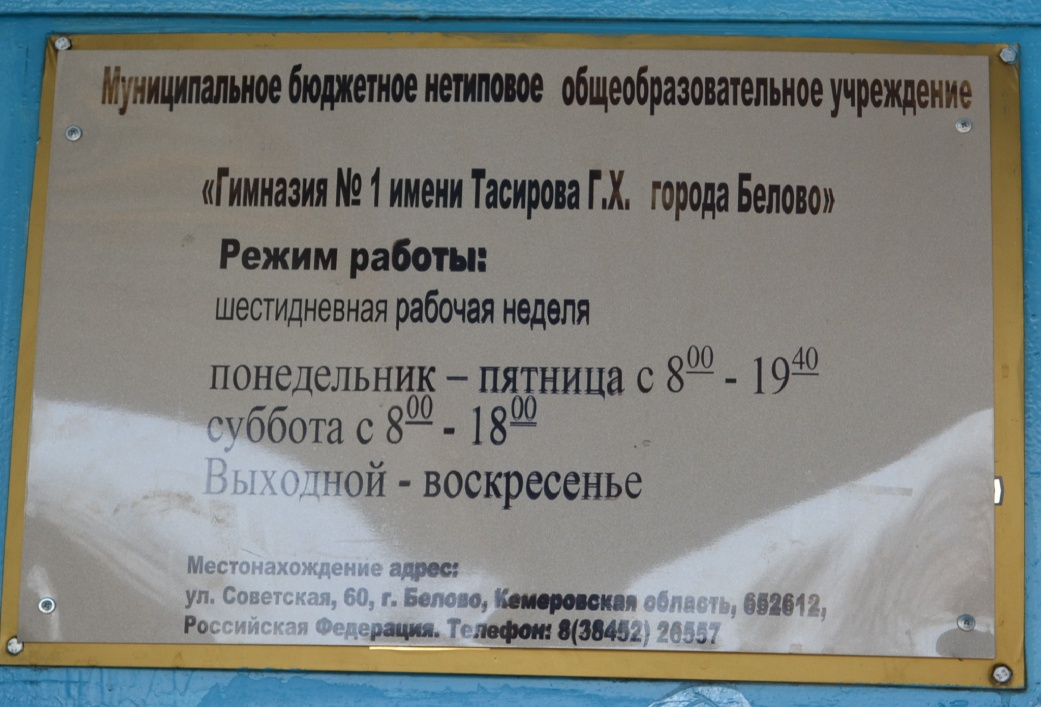 Муниципальное бюджетное нетиповое общеобразовательное учреждение
«Гимназия № 1 имени Тасирова Г.Х. города Белово»
Режим работы:
шестидневная рабочая неделя
понедельник – пятница с 8⁰⁰ - 19⁴⁰
суббота с 8⁰⁰ - 18⁰⁰
Выходной - воскресенье
Местонахождение адрес:
ул. Советская, 60, г. Белово, Кемеровская область, 652612,
Российская Федерация. Телефон: 8(38452) 26557